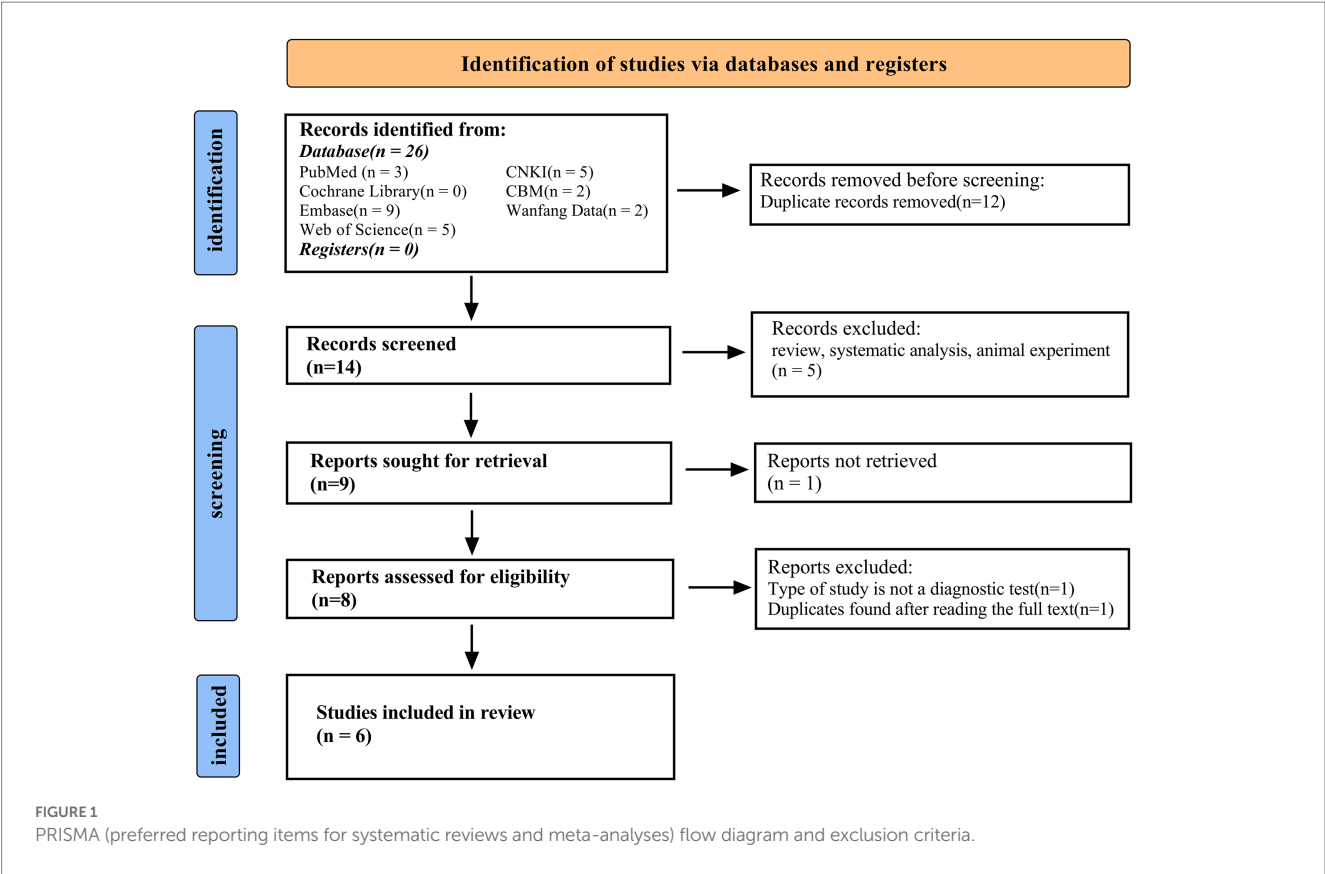 Identification of studies via databases and registers
identification
Records identified from:
Database(n = 26)
PubMed (n = 3)
Cochrane Library(n = 0)
Embase(n = 9)
Web of Science(n = 5)
CNKI(n = 5)
CBM(n = 2)
Wanfang Data(n = 2)
Registers(n = 0)
Records removed before screening:
Duplicate records removed(n=12)
screening
Records screened
(n=14)
Records excluded:
review, systematic analysis, animal experiment
(n = 5)
Reports sought for retrieval
(n=9)
Reports not retrieved
(n = 1)
Reports assessed for eligibility
(n=8)
Reports excluded:
Type of study is not a diagnostic test(n=1)
Duplicates found after reading the full text(n=1)
included
Studies included in review
(n = 6)
FIGURE 1
PRISMA (preferred reporting items for systematic reviews and meta-analyses) flow diagram and exclusion criteria.